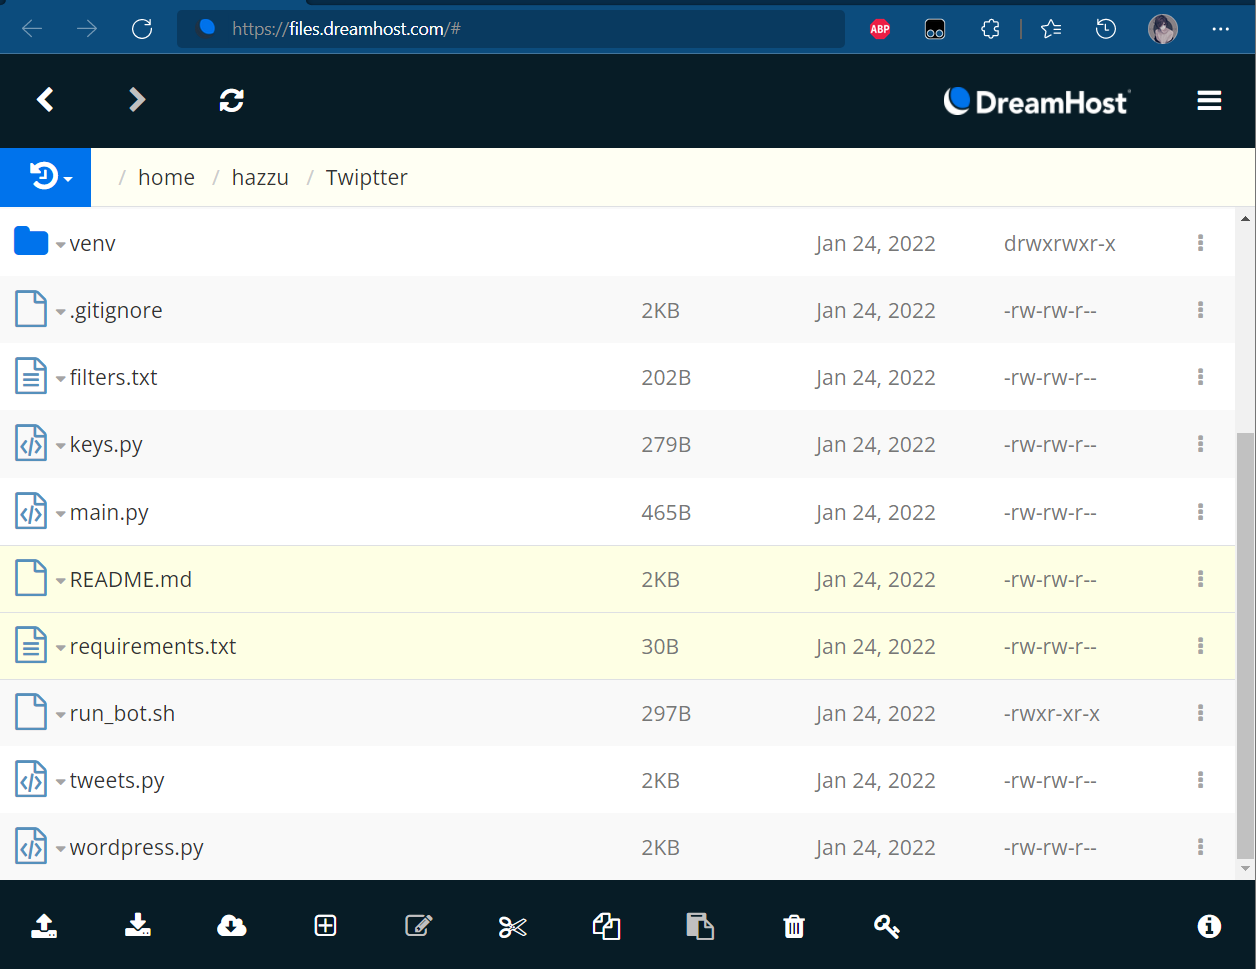 https://files.dreamhost.com/#
ABP
DreamHost
/ home / hazzu / Twiptter
venv Jan 24, 2022 drwxrwxr-x
.gitignore 2KB Jan 24, 2022 -rw-rw-r--
filters.txt 202B Jan 24, 2022 -rw-rw-r--
keys.py 279B Jan 24, 2022 -rw-rw-r--
main.py 465B Jan 24, 2022 -rw-rw-r--
README.md 2KB Jan 24, 2022 -rw-rw-r--
requirements.txt 30B Jan 24, 2022 -rw-rw-r--
run_bot.sh 297B Jan 24, 2022 -rwxr-xr-x
tweets.py 2KB Jan 24, 2022 -rw-rw-r--
wordpress.py 2KB Jan 24, 2022 -rw-rw-r--